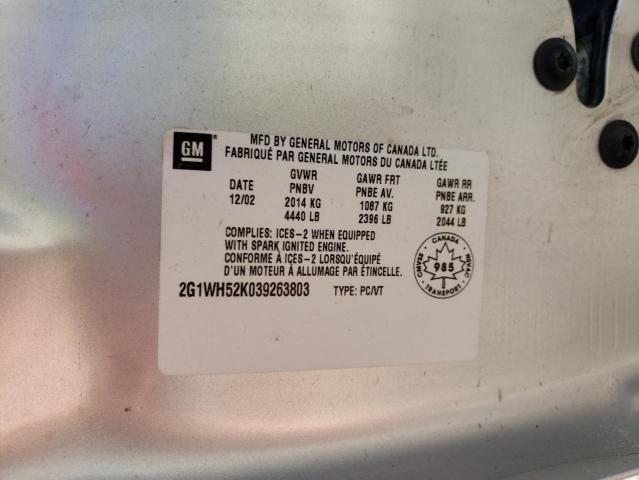 GM
MFD BY GENERAL MOTORS OF CANADA LTD.
FABRIQUÉ PAR GENERAL MOTORS DU CANADA LTÉE
DATE GVWR GAWR FRT GAWR RR
PNBV PNBE AV. PNBE ARR.
12/02 2014 KG 1087 KG 927 KG
4440 LB 2396 LB 2044 LB
COMPLIES: ICES-2 WHEN EQUIPPED
WITH SPARK IGNITED ENGINE.
CONFORME À ICES-2 LORSQU'ÉQUIPÉ
D'UN MOTEUR À ALLUMAGE PAR ÉTINCELLE.
CANADA
CMVSS 985 NSVAC
TRANSPORT
2G1WH52K039263803 TYPE: PC/VT